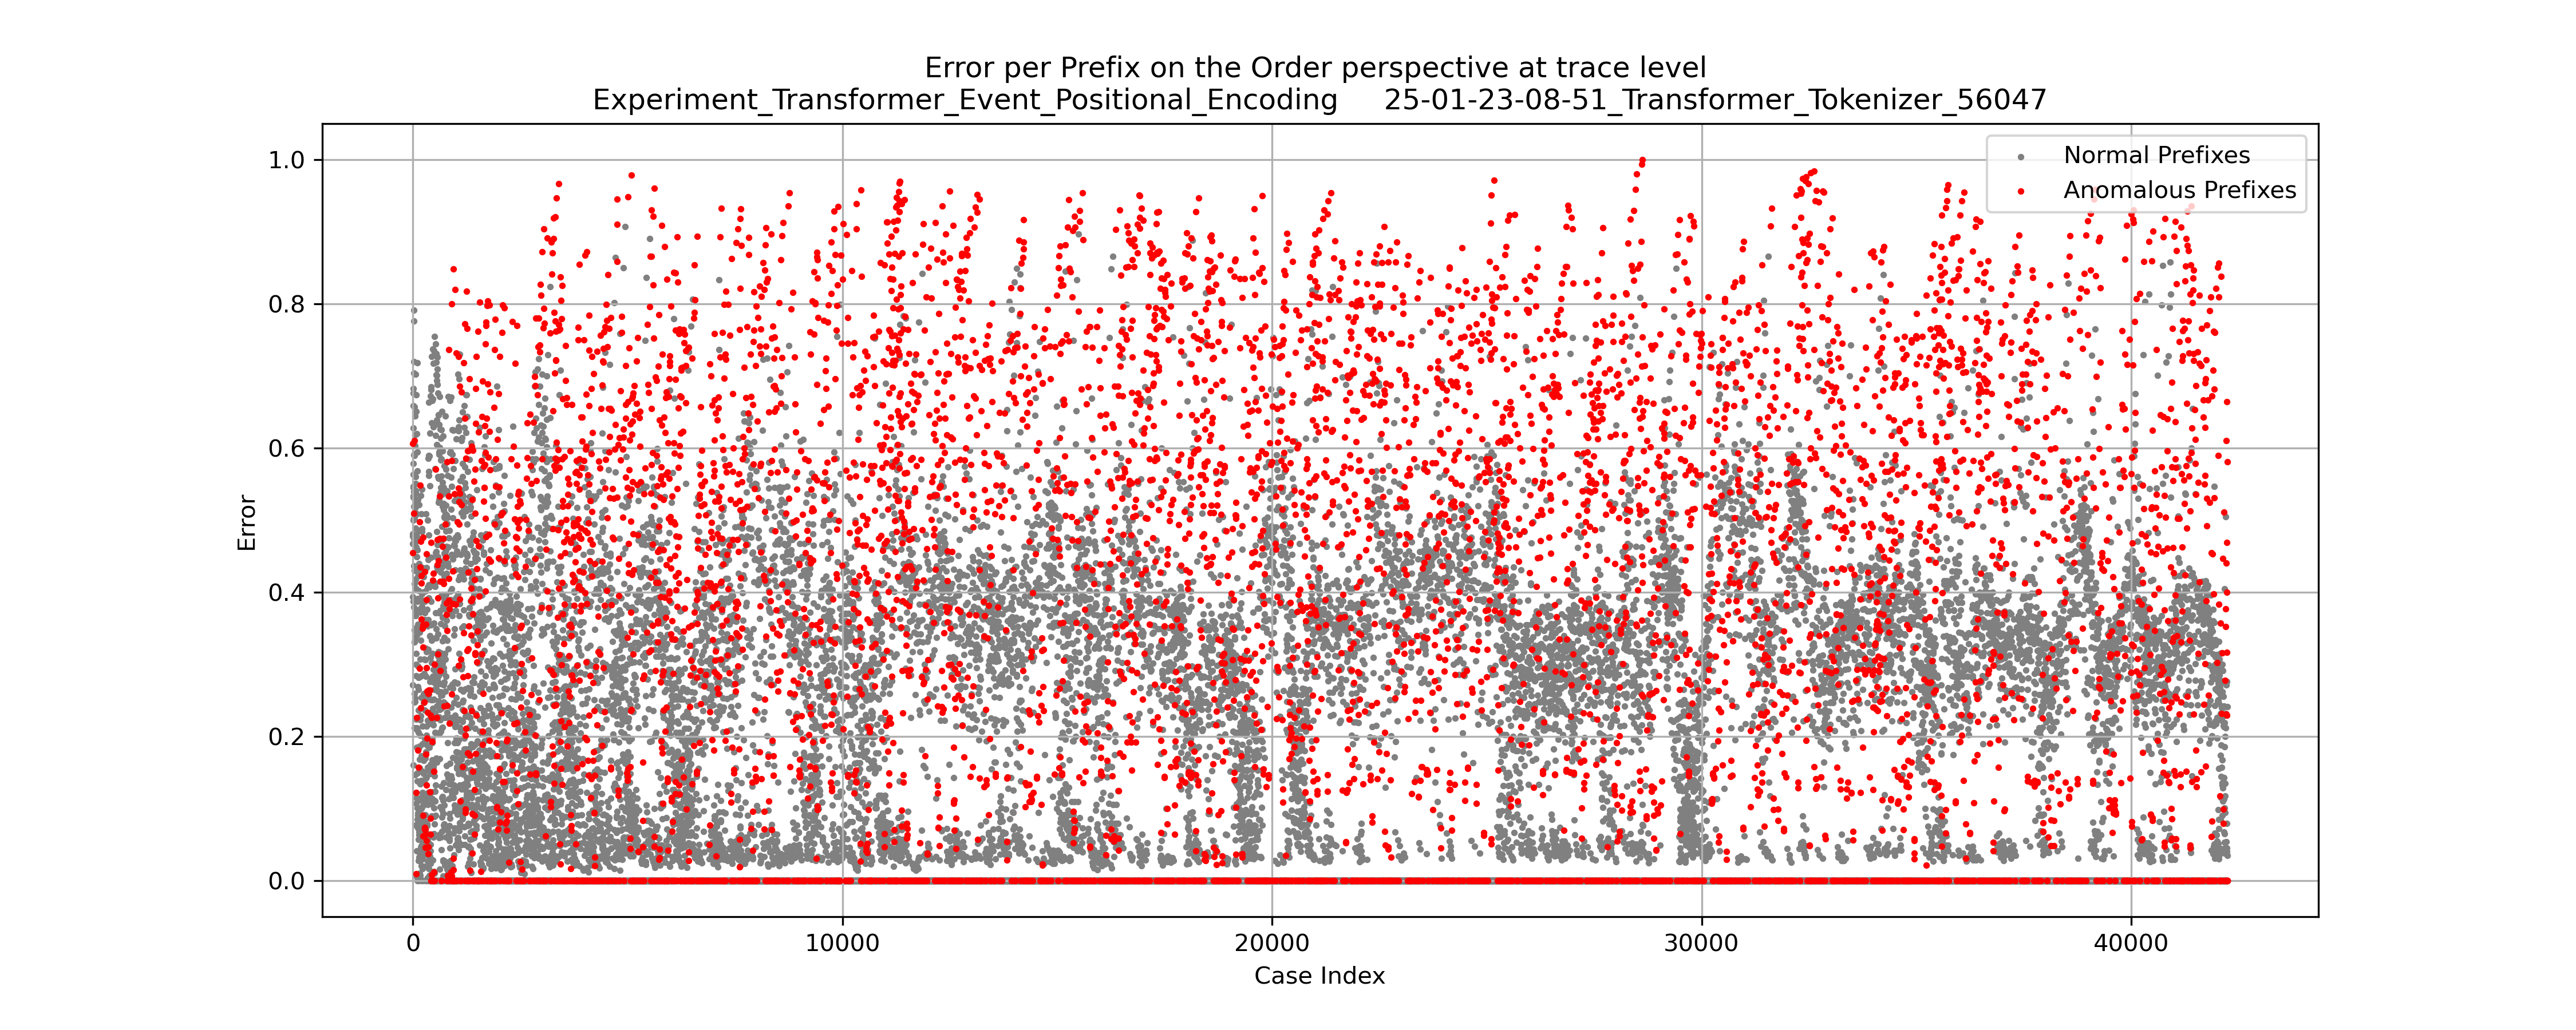 Error per Prefix on the Order perspective at trace level
Experiment_Transformer_Event_Positional_Encoding 25-01-23-08-51_Transformer_Tokenizer_56047
Normal Prefixes
Anomalous Prefixes
1.0
0.8
0.6
0.4
0.2
0.0
Error
0 10000 20000 30000 40000
Case Index